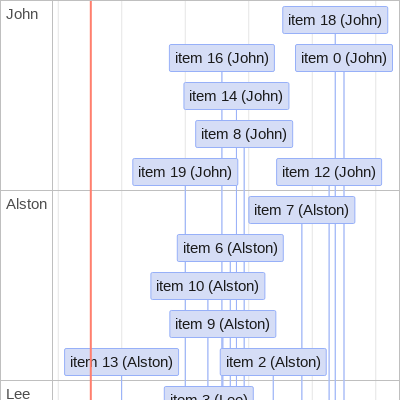 John
item 18 (John)
item 16 (John)
item 0 (John)
item 14 (John)
item 8 (John)
item 19 (John)
item 12 (John)
Alston
item 7 (Alston)
item 6 (Alston)
item 10 (Alston)
item 9 (Alston)
item 13 (Alston)
item 2 (Alston)
Lee
item 3 (Lee)